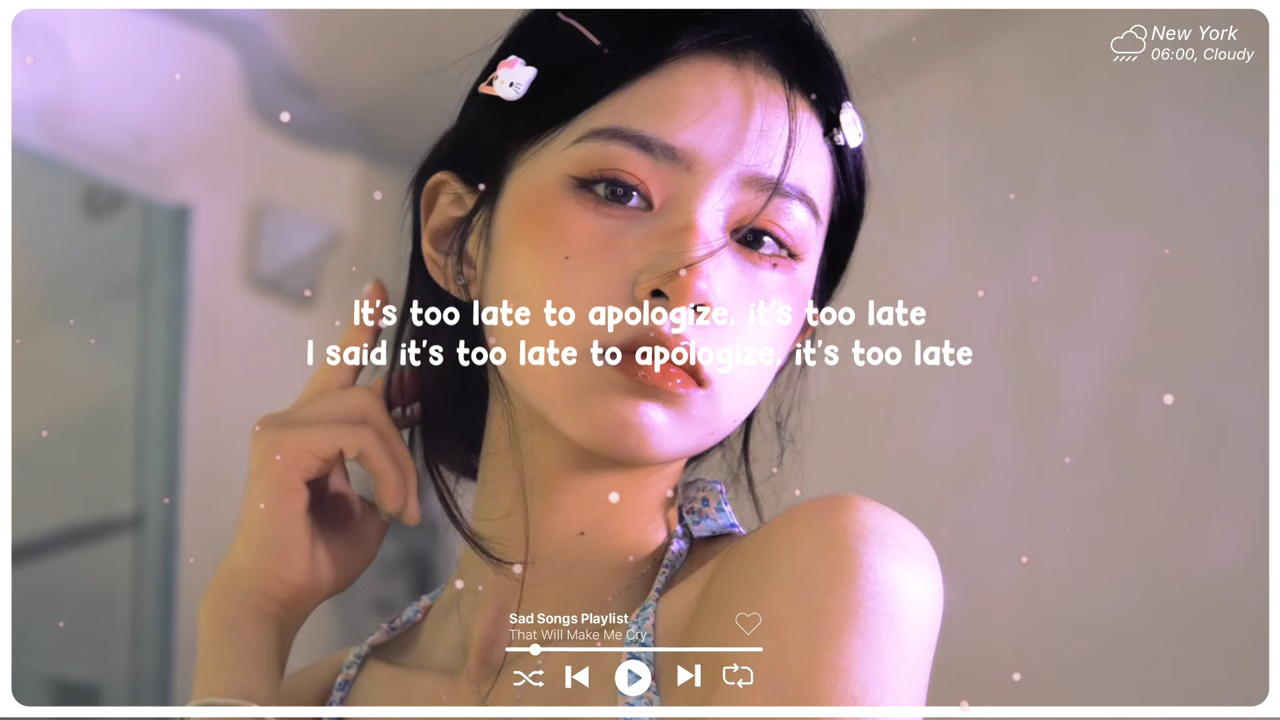 New York
06:00, Cloudy
It's too late to apologize, it's too late
I said it's too late to apologize, it's too late
Sad Songs Playlist
That Will Make Me Cry